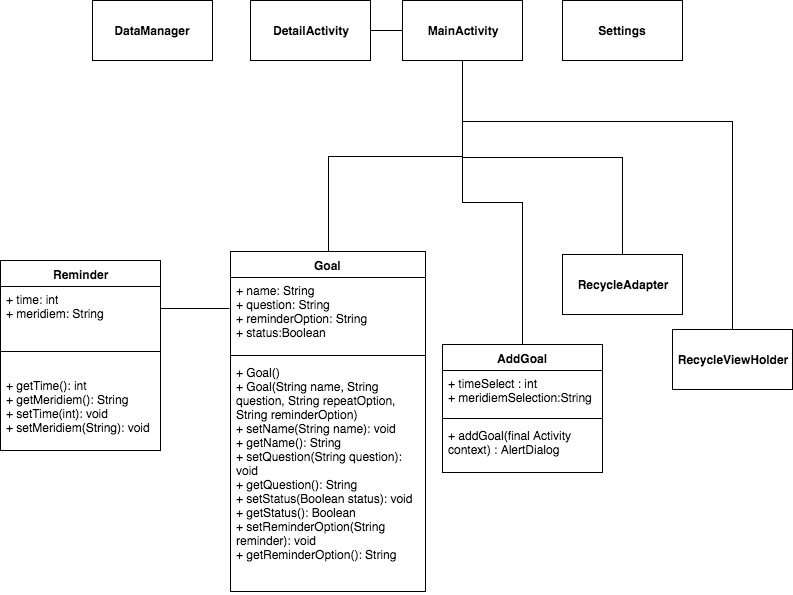 DataManager
DetailActivity
MainActivity
Settings
Reminder
+ time: int
+ meridiem: String
+ getTime(): int
+ getMeridiem(): String
+ setTime(int): void
+ setMeridiem(String): void
Goal
+ name: String
+ question: String
+ reminderOption: String
+ status:Boolean
+ Goal()
+ Goal(String name, String
question, String repeatOption,
String reminderOption)
+ setName(String name): void
+ getName(): String
+ setQuestion(String question):
void
+ getQuestion(): String
+ setStatus(Boolean status): void
+ getStatus(): Boolean
+ setReminderOption(String
reminder): void
+ getReminderOption(): String
AddGoal
+ timeSelect : int
+ meridiemSelection:String
+ addGoal(final Activity
context) : AlertDialog
RecycleAdapter
RecycleViewHolder